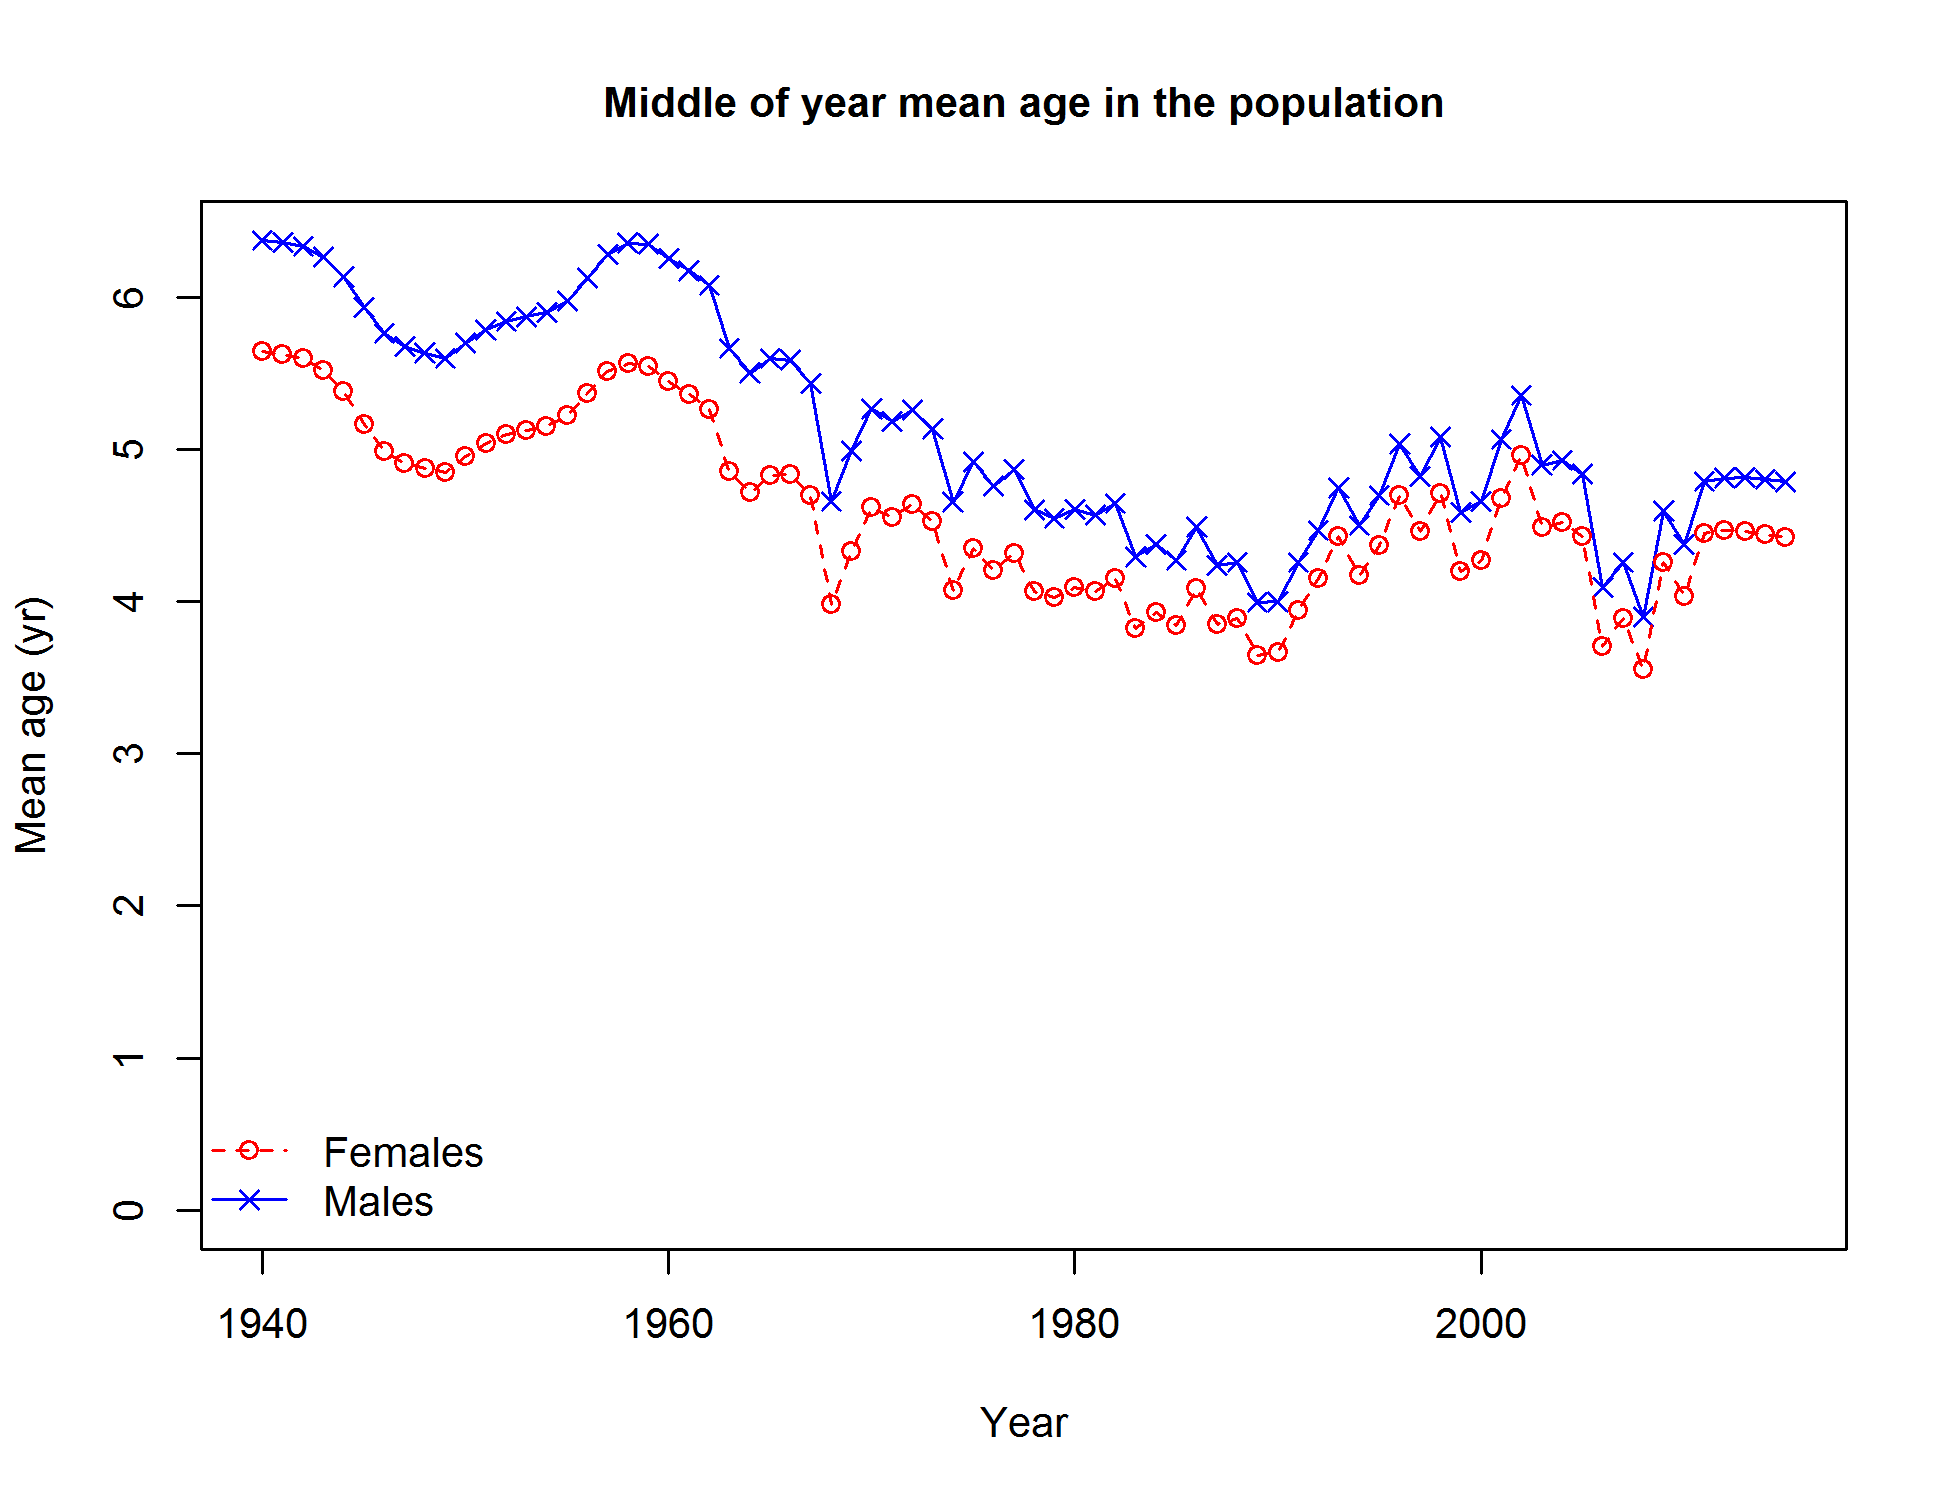 Middle of year mean age in the population
Mean age (yr)
6
5
4
3
2
1
0
Females
Males
1940 1960 1980 2000
Year